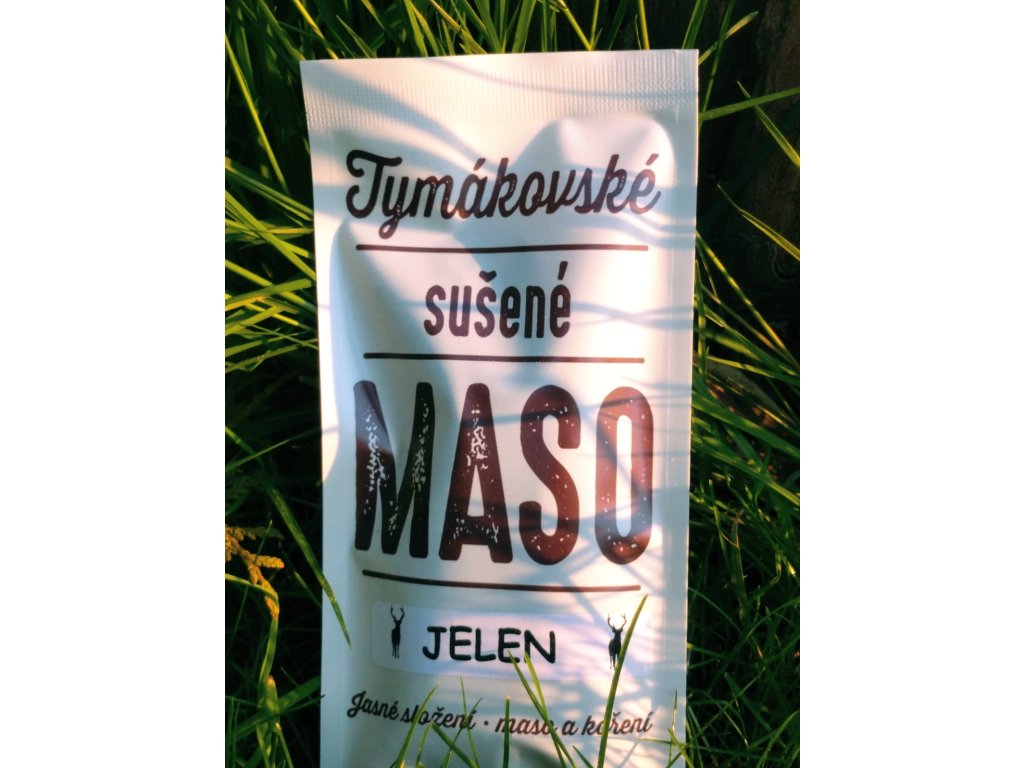 Tymákovské
sušené
MASO
JELEN
Jasné složení · maso a koření